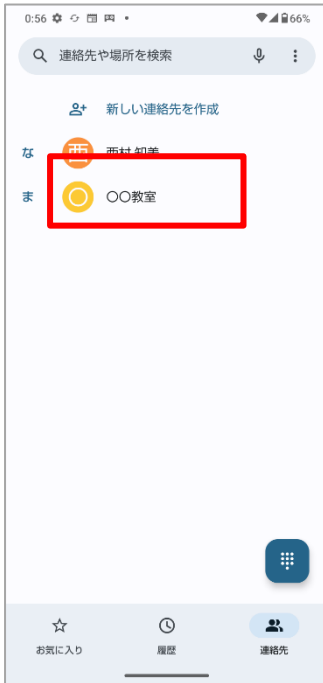 0:56 66%
連絡先や場所を検索
新しい連絡先を作成
な 西 西村 知美
ま 〇〇教室
お気に入り 履歴 連絡先